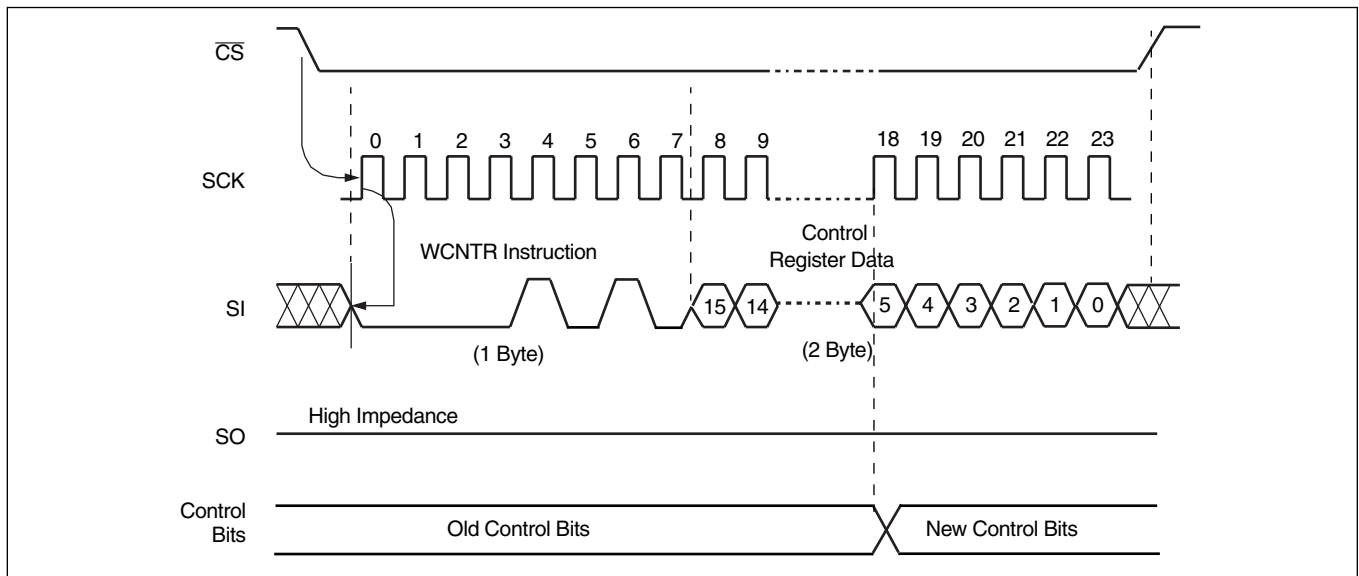 CS
0 1 2 3 4 5 6 7 8 9 18 19 20 21 22 23
SCK
WCNTR Instruction
Control
Register Data
SI
15 14 5 4 3 2 1 0
(1 Byte)
(2 Byte)
High Impedance
SO
Control
Bits
Old Control Bits
New Control Bits